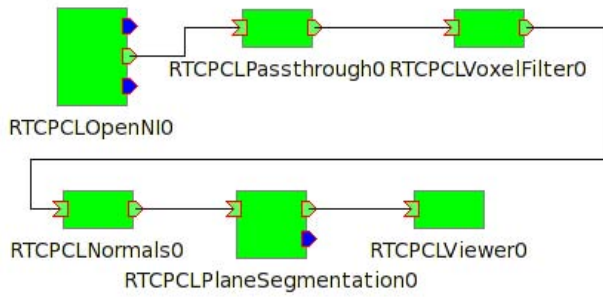 RTCPCLPassthrough0 RTCPCLVoxelFilter0
RTCPCLOpenNI0
RTCPCLNormals0
RTCPCLViewer0
RTCPCLPlaneSegmentation0